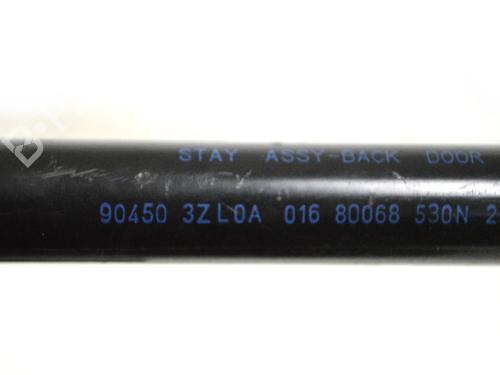 STAY ASSY-BACK DOOR
90450 3ZL0A 016 80068 530N 2